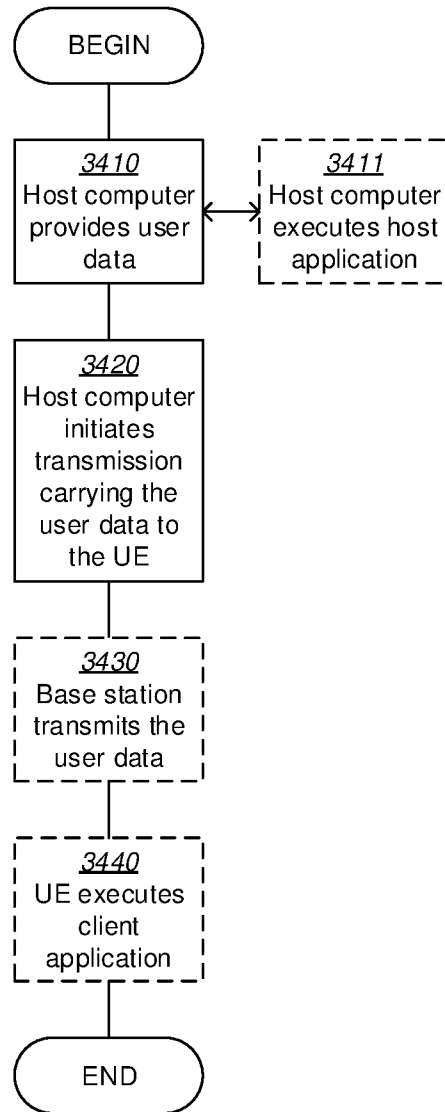 BEGIN
3410
Host computer
provides user
data
3411
Host computer
executes host
application
3420
Host computer
initiates
transmission
carrying the
user data to
the UE
3430
Base station
transmits the
user data
3440
UE executes
client
application
END